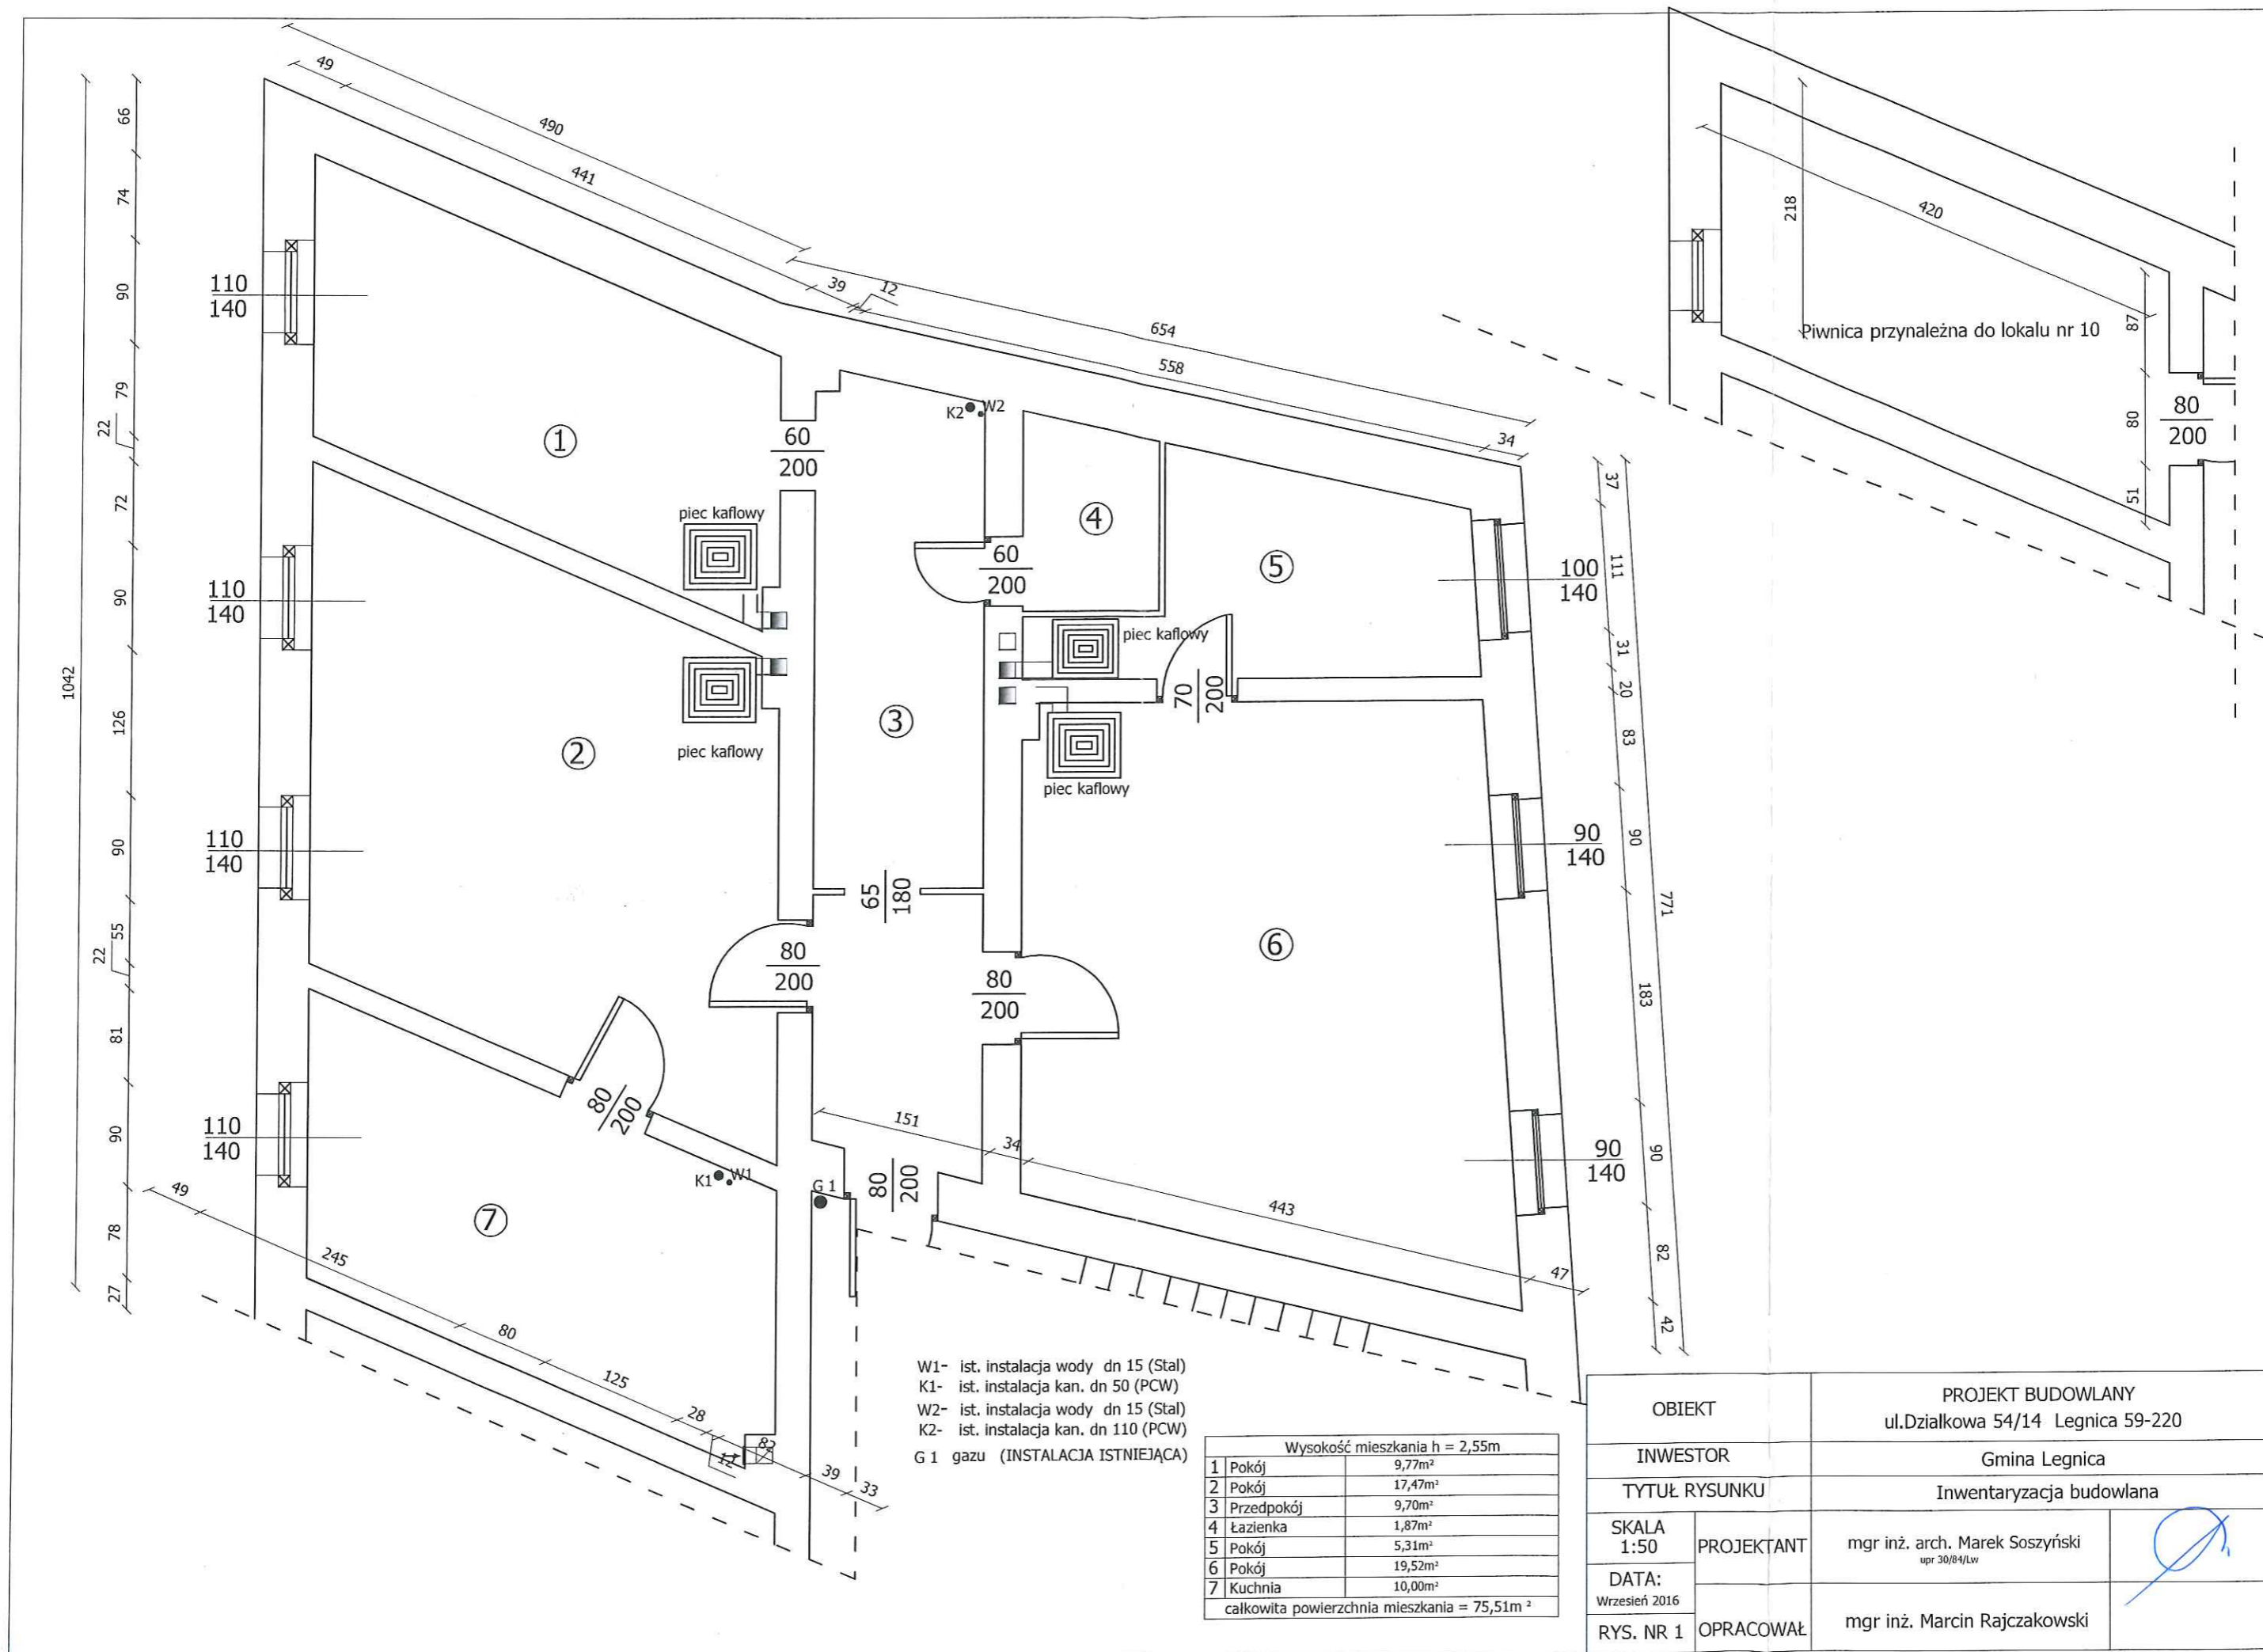 49
490
441
39
12
654
558
34
1042
66
74
90
79
22
72
90
126
90
55
22
81
90
78
27
110
140
110
140
110
140
110
140
1
2
3
4
5
6
7
60
200
60
200
piec kaflowy
piec kaflowy
piec kaflowy
piec kaflowy
K2
W2
70
200
65
180
80
200
80
200
80
200
80
200
K1
W1
G 1
100
140
90
140
90
140
37
111
31
20
83
90
183
90
82
42
771
151
34
443
47
49
245
80
125
28
12
82
39
33
218
420
Piwnica przynależna do lokalu nr 10
87
80
51
80
200
W1- ist. instalacja wody dn 15 (Stal)
K1- ist. instalacja kan. dn 50 (PCW)
W2- ist. instalacja wody dn 15 (Stal)
K2- ist. instalacja kan. dn 110 (PCW)
G 1 gazu (INSTALACJA ISTNIEJĄCA)
Wysokość mieszkania h = 2,55m
1 Pokój 9,77m²
2 Pokój 17,47m²
3 Przedpokój 9,70m²
4 Łazienka 1,87m²
5 Pokój 5,31m²
6 Pokój 19,52m²
7 Kuchnia 10,00m²
całkowita powierzchnia mieszkania = 75,51m ²
OBIEKT
PROJEKT BUDOWLANY
ul.Działkowa 54/14 Legnica 59-220
INWESTOR
Gmina Legnica
TYTUŁ RYSUNKU
Inwentaryzacja budowlana
SKALA
1:50
PROJEKTANT
mgr inż. arch. Marek Soszyński
upr 30/84/Lw
DATA:
Wrzesień 2016
RYS. NR 1
OPRACOWAŁ
mgr inż. Marcin Rajczakowski